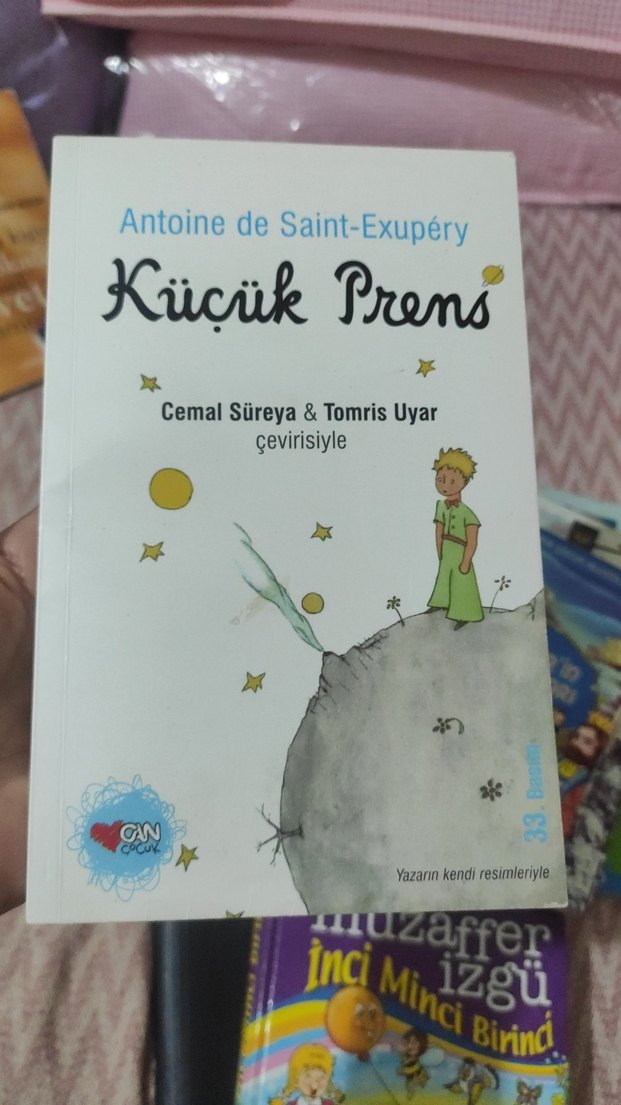 Antoine de Saint-Exupéry
Küçük Prens
Cemal Süreya & Tomris Uyar
çevirisiyle
33. Basım
CAN
ÇOCUK
Yazarın kendi resimleriyle
muzaffer
izgü
İnci Minci Birinci